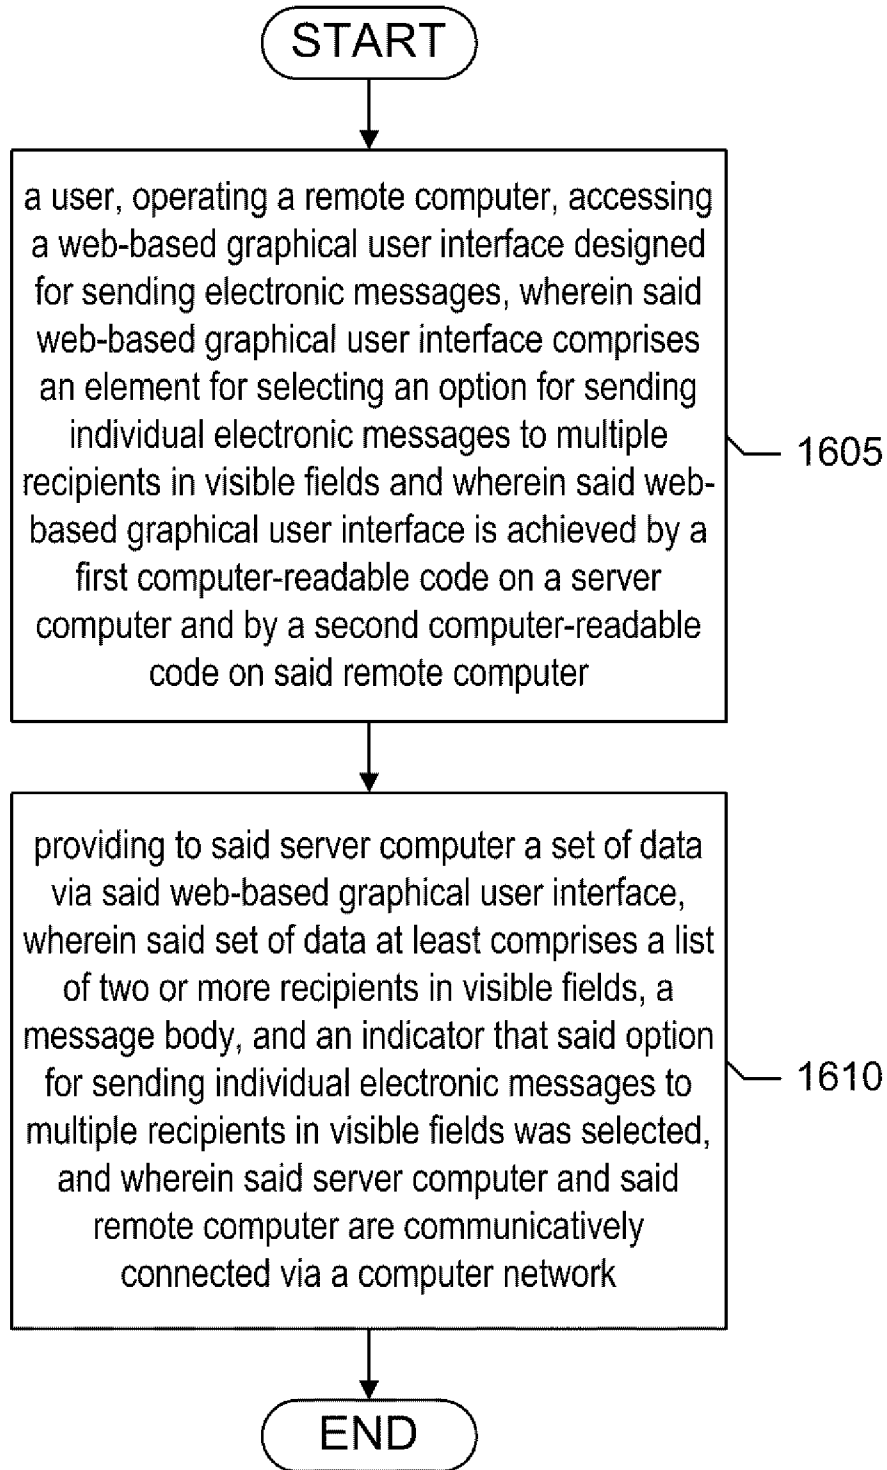 START
a user, operating a remote computer, accessing
a web-based graphical user interface designed
for sending electronic messages, wherein said
web-based graphical user interface comprises
an element for selecting an option for sending
individual electronic messages to multiple
recipients in visible fields and wherein said web-
based graphical user interface is achieved by a
first computer-readable code on a server
computer and by a second computer-readable
code on said remote computer
1605
providing to said server computer a set of data
via said web-based graphical user interface,
wherein said set of data at least comprises a list
of two or more recipients in visible fields, a
message body, and an indicator that said option
for sending individual electronic messages to
multiple recipients in visible fields was selected,
and wherein said server computer and said
remote computer are communicatively
connected via a computer network
1610
END